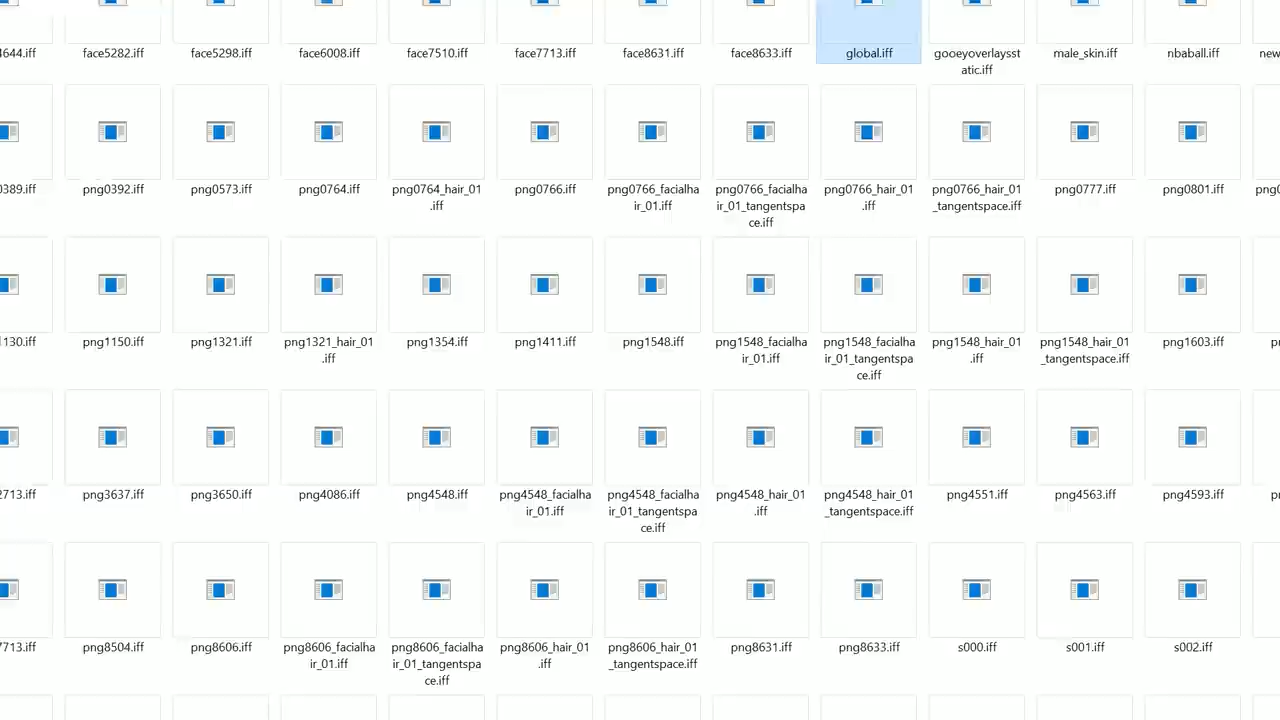 4644.iff face5282.iff face5298.iff face6008.iff face7510.iff face7713.iff face8631.iff face8633.iff global.iff gooeyoverlaysst male_skin.iff nbaball.iff new
atic.iff
0389.iff png0392.iff png0573.iff png0764.iff png0764_hair_01 png0766.iff png0766_facialha png0766_facialha png0766_hair_01 png0766_hair_01 png0777.iff png0801.iff png0
.iff ir_01.iff ir_01_tangentspa .iff _tangentspace.iff
ce.iff
1130.iff png1150.iff png1321.iff png1321_hair_01 png1354.iff png1411.iff png1548.iff png1548_facialha png1548_facialha png1548_hair_01 png1548_hair_01 png1603.iff pn
.iff ir_01.iff ir_01_tangentspa .iff _tangentspace.iff
ce.iff
2713.iff png3637.iff png3650.iff png4086.iff png4548.iff png4548_facialha png4548_facialha png4548_hair_01 png4548_hair_01 png4551.iff png4563.iff png4593.iff pn
ir_01.iff ir_01_tangentspa .iff _tangentspace.iff
ce.iff
7713.iff png8504.iff png8606.iff png8606_facialha png8606_facialha png8606_hair_01 png8606_hair_01 png8631.iff png8633.iff s000.iff s001.iff s002.iff
ir_01.iff ir_01_tangentspa .iff _tangentspace.iff
ce.iff